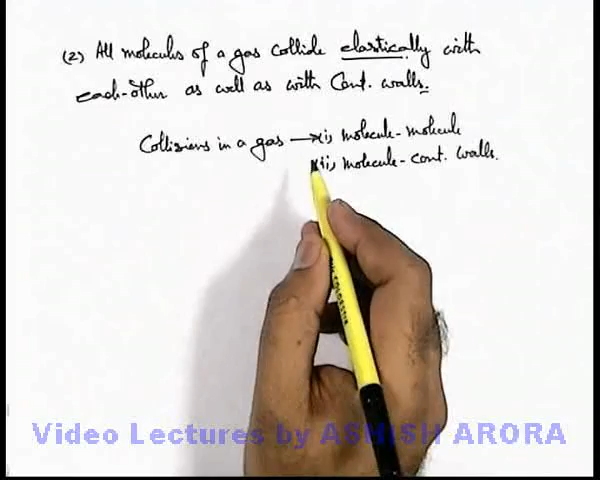 (2) All molecules of a gas collide elastically with
each-other as well as with Cont. walls.
Collisions in a gas → (i) molecule-molecule
(ii) molecule-cont. walls.
Video Lectures by ASHISH ARORA